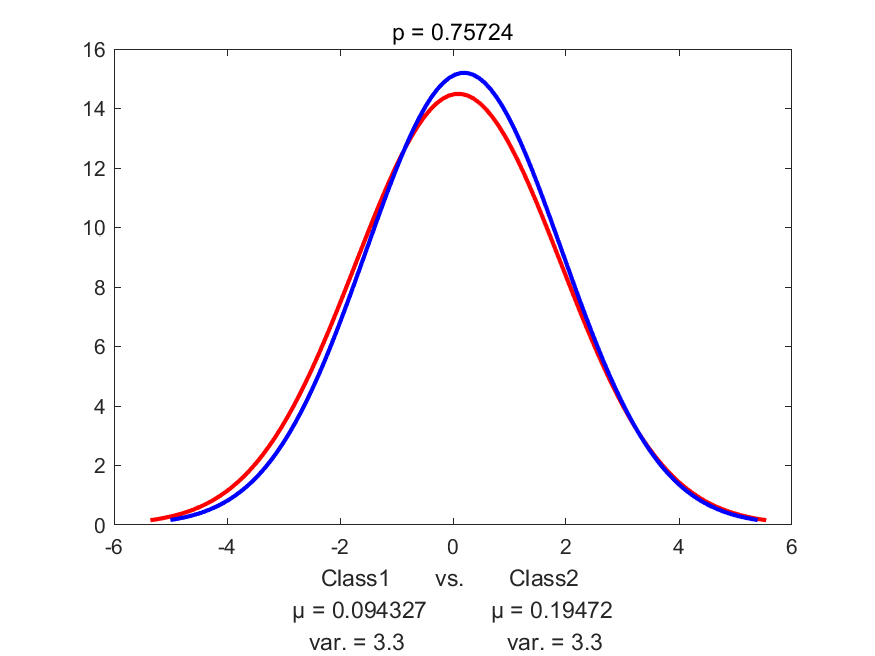 p = 0.75724
16
14
12
10
8
6
4
2
0
-6 -4 -2 0 2 4 6
Class1 vs. Class2
μ = 0.094327 μ = 0.19472
var. = 3.3 var. = 3.3